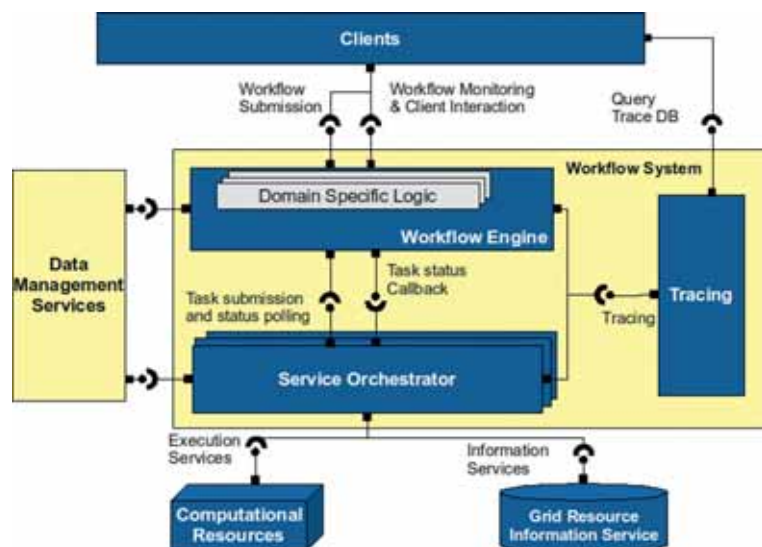 Clients
Workflow
Submission
Workflow Monitoring
& Client Interaction
Query
Trace DB
Workflow System
Domain Specific Logic
Workflow Engine
Data
Management
Services
Task submission
and status polling
Task status
Callback
Tracing
Tracing
Service Orchestrator
Execution
Services
Information
Services
Computational
Resources
Grid Resource
Information Service